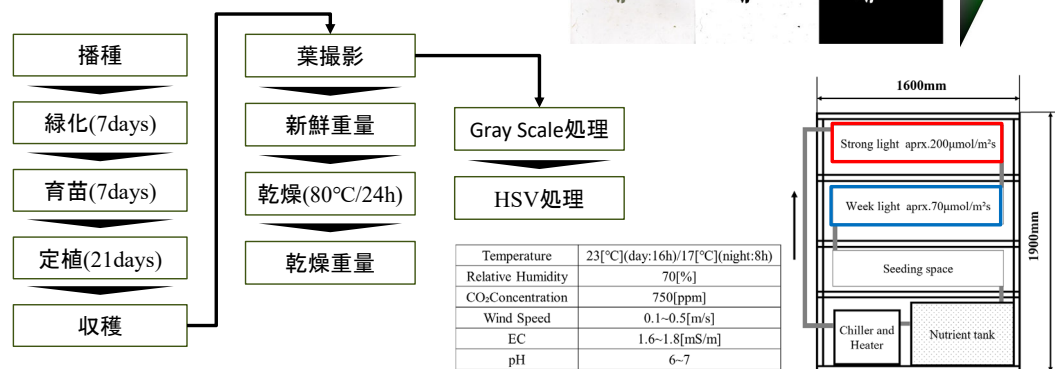 播種
緑化(7days)
育苗(7days)
定植(21days)
収穫
葉撮影
新鮮重量
乾燥(80℃/24h)
乾燥重量
Gray Scale処理
HSV処理
Temperature 23[℃](day:16h)/17[℃](night:8h)
Relative Humidity 70[%]
CO₂Concentration 750[ppm]
Wind Speed 0.1~0.5[m/s]
EC 1.6~1.8[mS/m]
pH 6~7
1600mm
Strong light aprx.200μmol/m²s
Week light aprx.70μmol/m²s
Seeding space
Chiller and
Heater
Nutrient tank
1900mm